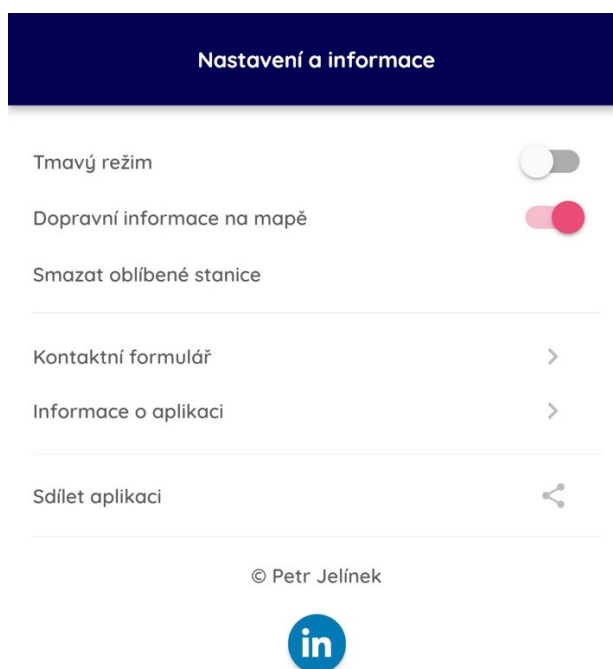 Nastavení a informace
Tmavý režim
Dopravní informace na mapě
Smazat oblíbené stanice
Kontaktní formulář
Informace o aplikaci
Sdílet aplikaci
© Petr Jelínek
in